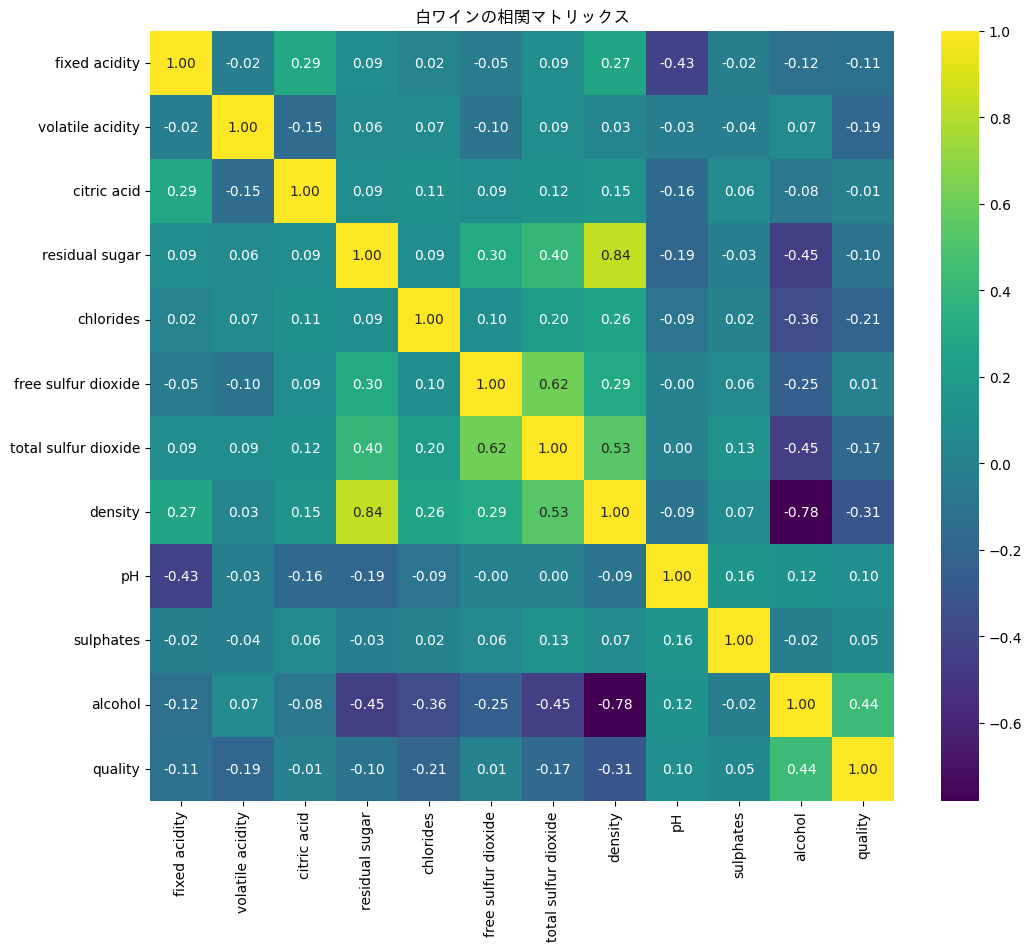 白ワインの相関マトリックス
fixed acidity 1.00 -0.02 0.29 0.09 0.02 -0.05 0.09 0.27 -0.43 -0.02 -0.12 -0.11
volatile acidity -0.02 1.00 -0.15 0.06 0.07 -0.10 0.09 0.03 -0.03 -0.04 0.07 -0.19
citric acid 0.29 -0.15 1.00 0.09 0.11 0.09 0.12 0.15 -0.16 0.06 -0.08 -0.01
residual sugar 0.09 0.06 0.09 1.00 0.09 0.30 0.40 0.84 -0.19 -0.03 -0.45 -0.10
chlorides 0.02 0.07 0.11 0.09 1.00 0.10 0.20 0.26 -0.09 0.02 -0.36 -0.21
free sulfur dioxide -0.05 -0.10 0.09 0.30 0.10 1.00 0.62 0.29 -0.00 0.06 -0.25 0.01
total sulfur dioxide 0.09 0.09 0.12 0.40 0.20 0.62 1.00 0.53 0.00 0.13 -0.45 -0.17
density 0.27 0.03 0.15 0.84 0.26 0.29 0.53 1.00 -0.09 0.07 -0.78 -0.31
pH -0.43 -0.03 -0.16 -0.19 -0.09 -0.00 0.00 -0.09 1.00 0.16 0.12 0.10
sulphates -0.02 -0.04 0.06 -0.03 0.02 0.06 0.13 0.07 0.16 1.00 -0.02 0.05
alcohol -0.12 0.07 -0.08 -0.45 -0.36 -0.25 -0.45 -0.78 0.12 -0.02 1.00 0.44
quality -0.11 -0.19 -0.01 -0.10 -0.21 0.01 -0.17 -0.31 0.10 0.05 0.44 1.00
fixed acidity
volatile acidity
citric acid
residual sugar
chlorides
free sulfur dioxide
total sulfur dioxide
density
pH
sulphates
alcohol
quality
1.0
0.8
0.6
0.4
0.2
0.0
−0.2
−0.4
−0.6